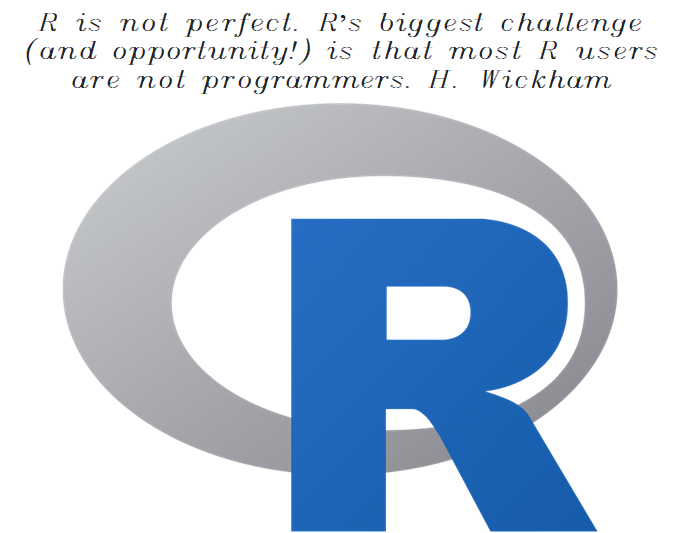 R is not perfect. R's biggest challenge
(and opportunity!) is that most R users
are not programmers. H. Wickham
R